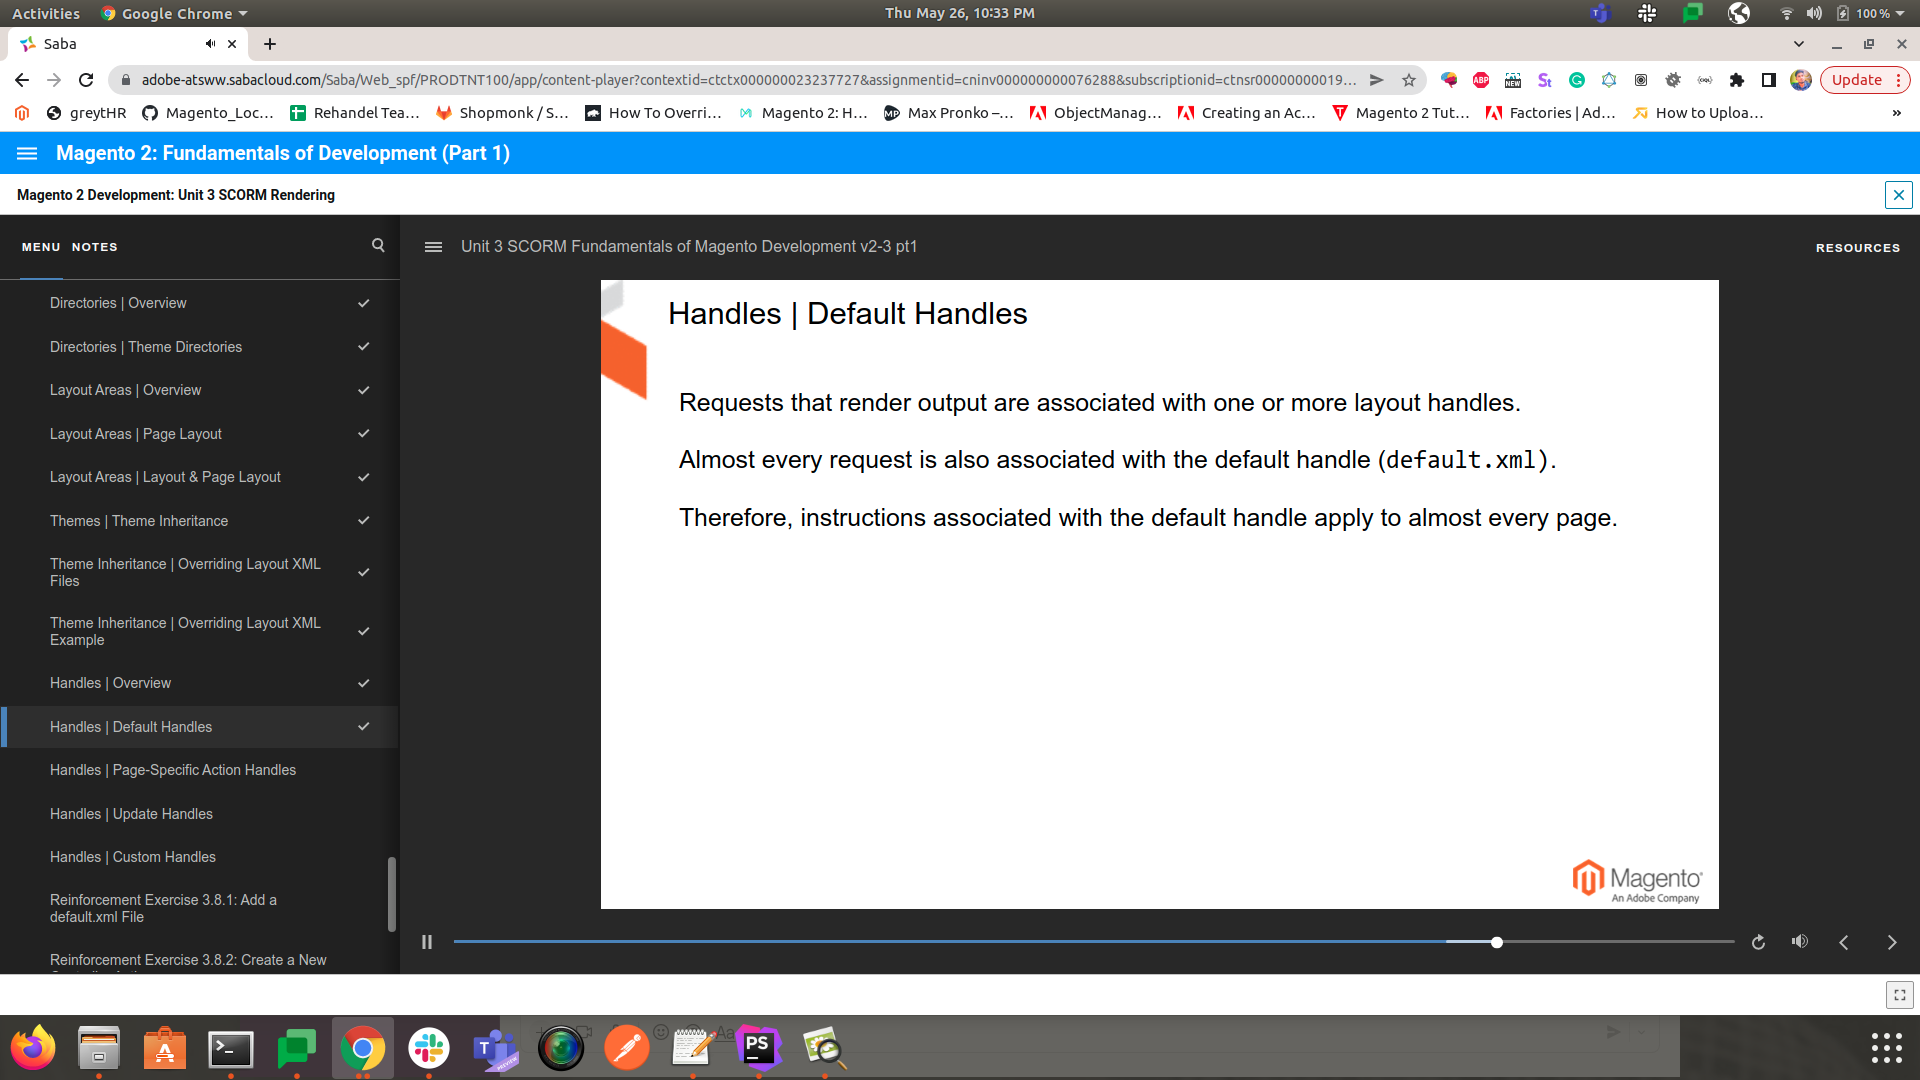 Activities Google Chrome Thu May 26, 10:33 PM 100 %
Saba
adobe-atsww.sabacloud.com/Saba/Web_spf/PRODTNT100/app/content-player?contextid=ctctx000000023237727&assignmentid=cninv000000000076288&subscriptionid=ctnsr00000000019... Update
greytHR Magento_Loc... Rehandel Tea... Shopmonk / S... How To Overri... Magento 2: H... Max Pronko –... ObjectManag... Creating an Ac... Magento 2 Tut... Factories | Ad... How to Uploa... »
Magento 2: Fundamentals of Development (Part 1)
Magento 2 Development: Unit 3 SCORM Rendering
MENU NOTES
Unit 3 SCORM Fundamentals of Magento Development v2-3 pt1
RESOURCES
Directories | Overview
Directories | Theme Directories
Layout Areas | Overview
Layout Areas | Page Layout
Layout Areas | Layout & Page Layout
Themes | Theme Inheritance
Theme Inheritance | Overriding Layout XML
Files
Theme Inheritance | Overriding Layout XML
Example
Handles | Overview
Handles | Default Handles
Handles | Page-Specific Action Handles
Handles | Update Handles
Handles | Custom Handles
Reinforcement Exercise 3.8.1: Add a
default.xml File
Reinforcement Exercise 3.8.2: Create a New
Handles | Default Handles
Requests that render output are associated with one or more layout handles.
Almost every request is also associated with the default handle (default.xml).
Therefore, instructions associated with the default handle apply to almost every page.
Magento
An Adobe Company